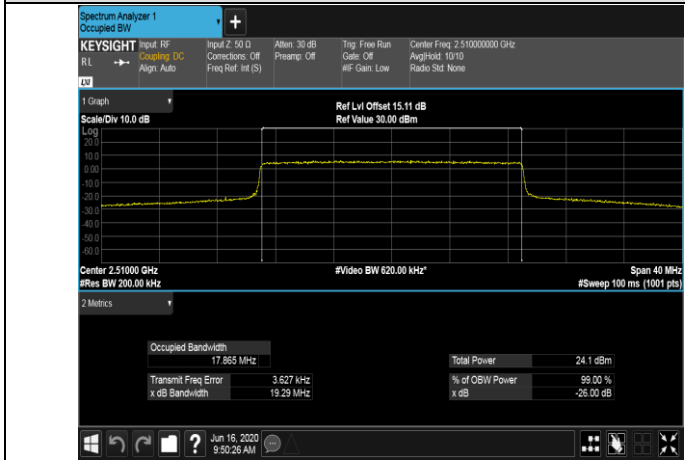 Spectrum Analyzer 1
Occupied BW
+
KEYSIGHT Input: RF Input Z: 50 Ω Atten: 30 dB Trig: Free Run Center Freq: 2.510000000 GHz
RL Coupling: DC Corrections: Off Preamp: Off Gate: Off Avg|Hold: 10/10
Align: Auto Freq Ref: Int (S) #IF Gain: Low Radio Std: None
LXI
1 Graph
Ref Lvl Offset 15.11 dB
Scale/Div 10.0 dB Ref Value 30.00 dBm
Log
20.0
10.0
0.00
-10.0
-20.0
-30.0
-40.0
-50.0
-60.0
Center 2.51000 GHz #Video BW 620.00 kHz* Span 40 MHz
#Res BW 200.00 kHz #Sweep 100 ms (1001 pts)
2 Metrics
Occupied Bandwidth
17.865 MHz Total Power 24.1 dBm
Transmit Freq Error 3.627 kHz % of OBW Power 99.00 %
x dB Bandwidth 19.29 MHz x dB -26.00 dB
? Jun 16, 2020
9:50:26 AM